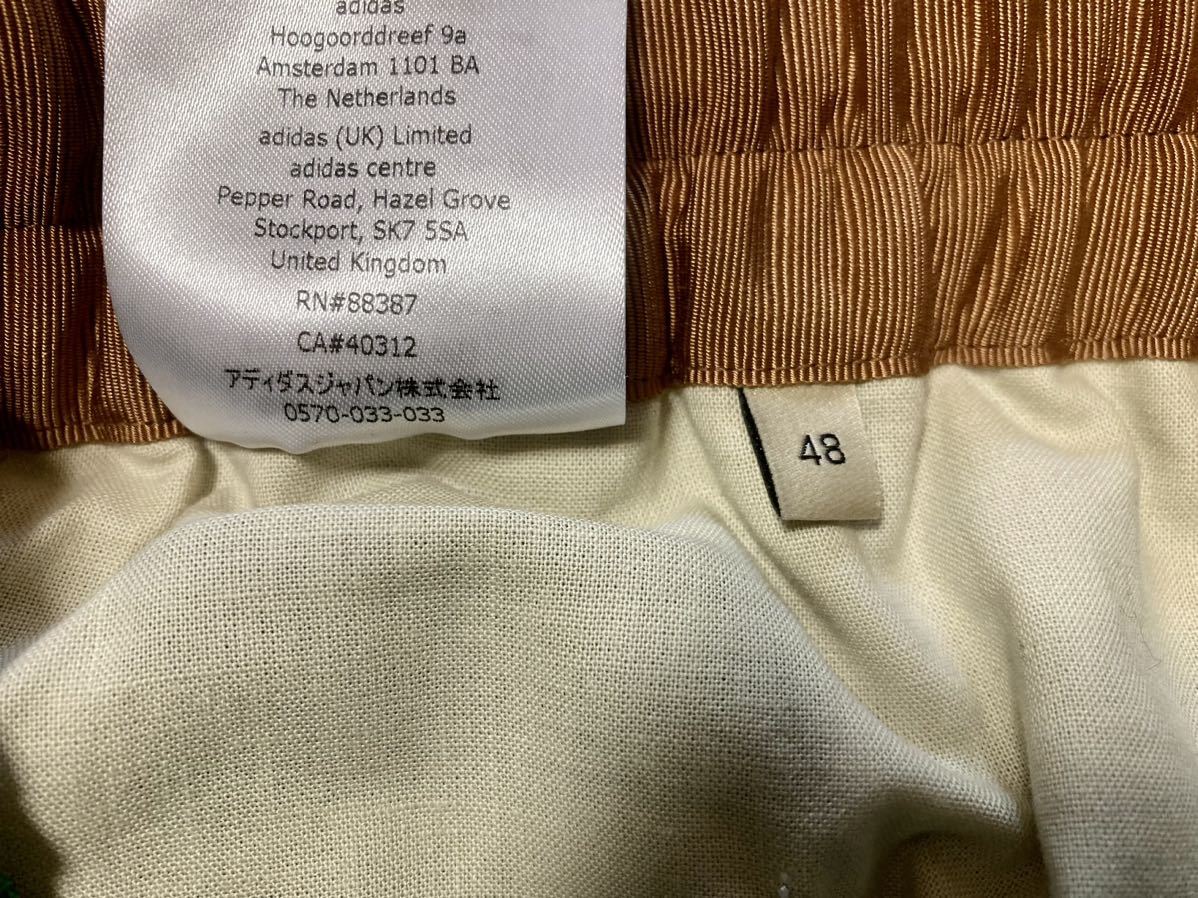 adidas
Hoogoorddreef 9a
Amsterdam 1101 BA
The Netherlands
adidas (UK) Limited
adidas centre
Pepper Road, Hazel Grove
Stockport, SK7 5SA
United Kingdom
RN#88387
CA#40312
アディダスジャパン株式会社
0570-033-033
48